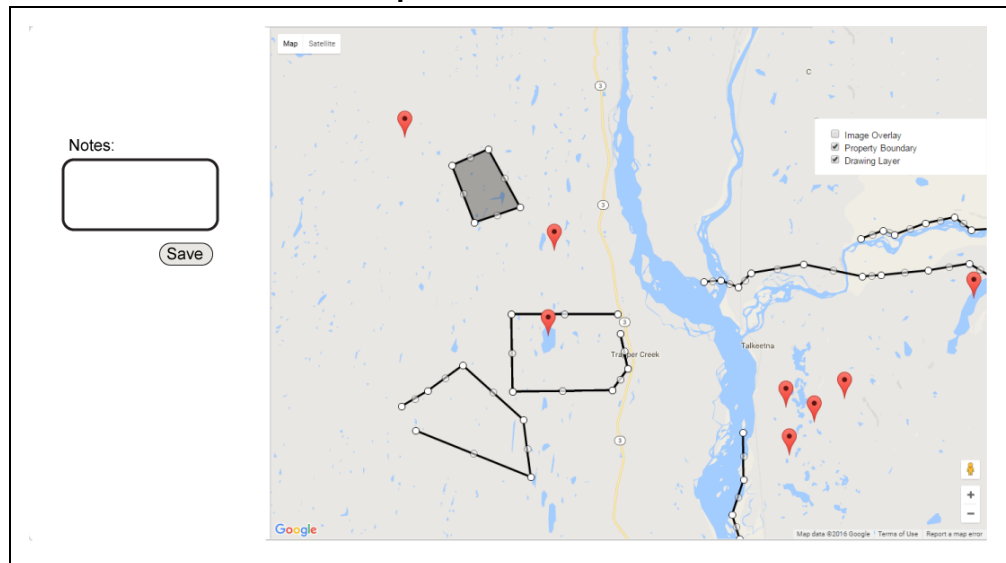 Notes:
Save
Map Satellite
C
3
Image Overlay
Property Boundary
Drawing Layer
3
3
Trapper Creek
Talkeetna
3
+
−
Google
Map data ©2016 Google Terms of Use Report a map error